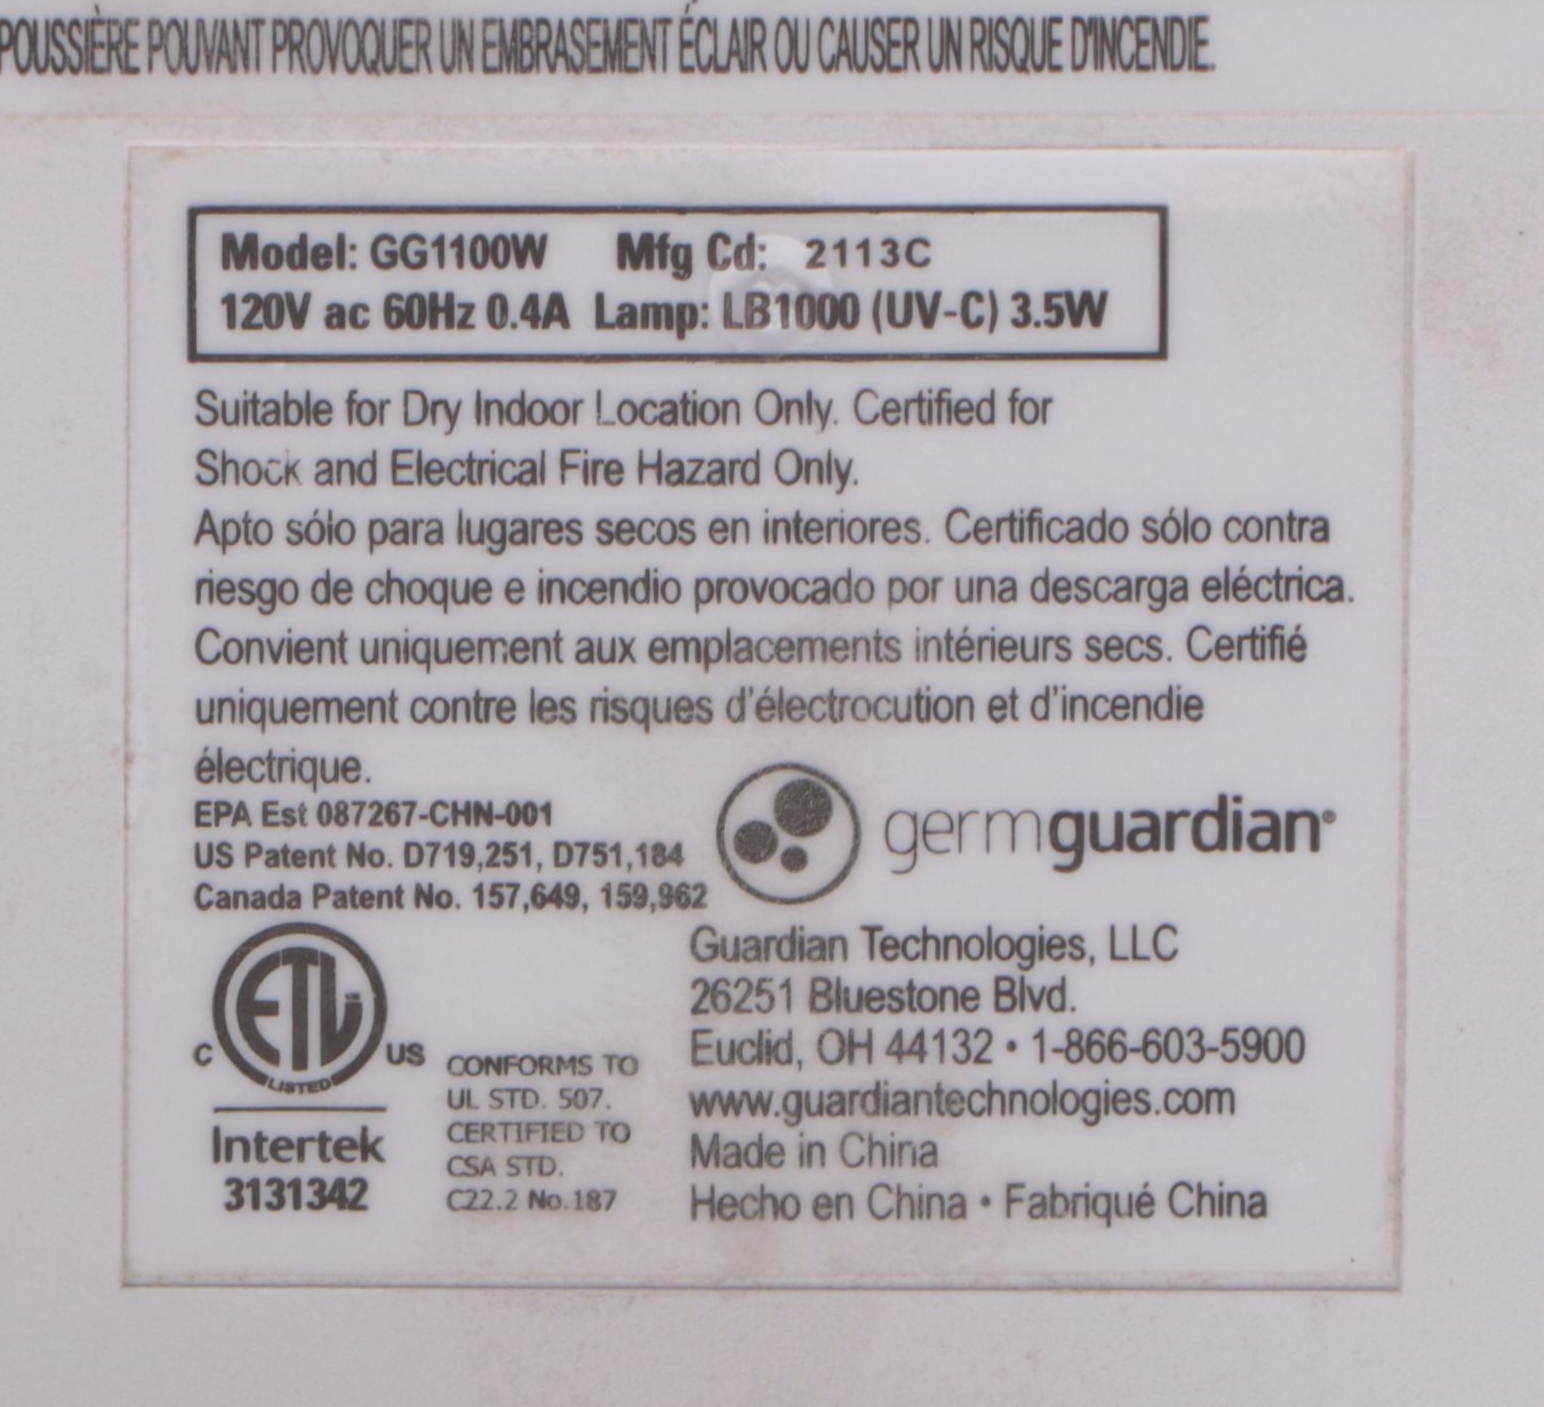 POUSSIÈRE POUVANT PROVOQUER UN EMBRASEMENT ÉCLAIR OU CAUSER UN RISQUE D'INCENDIE.
Model: GG1100W Mfg Cd: 2113C
120V ac 60Hz 0.4A Lamp: LB1000 (UV-C) 3.5W
Suitable for Dry Indoor Location Only. Certified for
Shock and Electrical Fire Hazard Only.
Apto sólo para lugares secos en interiores. Certificado sólo contra
riesgo de choque e incendio provocado por una descarga eléctrica.
Convient uniquement aux emplacements intérieurs secs. Certifié
uniquement contre les risques d'électrocution et d'incendie
électrique.
EPA Est 087267-CHN-001
US Patent No. D719,251, D751,184
Canada Patent No. 157,649, 159,962
germguardian®
Guardian Technologies, LLC
26251 Bluestone Blvd.
Euclid, OH 44132 • 1-866-603-5900
www.guardiantechnologies.com
Made in China
Hecho en China • Fabriqué China
ETL
LISTED
C US
Intertek
3131342
CONFORMS TO
UL STD. 507.
CERTIFIED TO
CSA STD.
C22.2 No.187